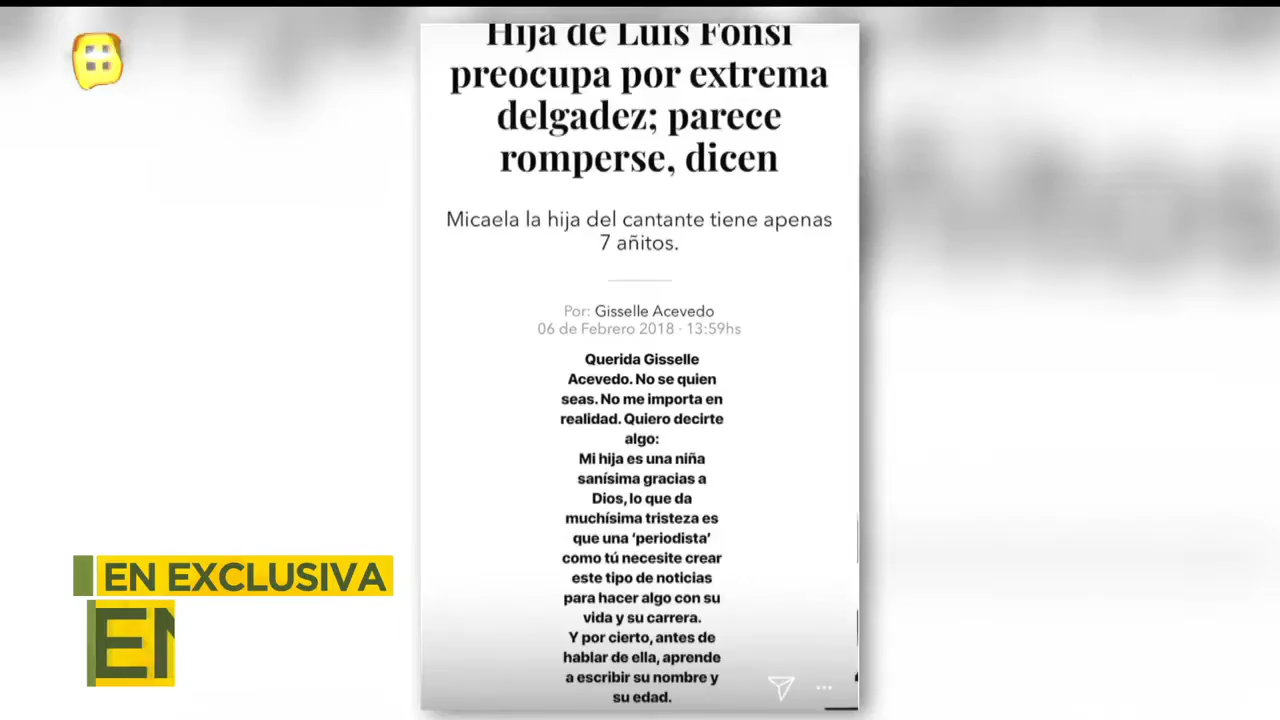 Hija de Luis Fonsi
preocupa por extrema
delgadez; parece
romperse, dicen
Micaela la hija del cantante tiene apenas
7 añitos.
Por: Gisselle Acevedo
06 de Febrero 2018 · 13:59hs
Querida Gisselle
Acevedo. No se quien
seas. No me importa en
realidad. Quiero decirte
algo:
Mi hija es una niña
sanísima gracias a
Dios, lo que da
muchísima tristeza es
que una ‘periodista’
como tú necesite crear
este tipo de noticias
para hacer algo con su
vida y su carrera.
Y por cierto, antes de
hablar de ella, aprende
a escribir su nombre y
su edad.
EN EXCLUSIVA